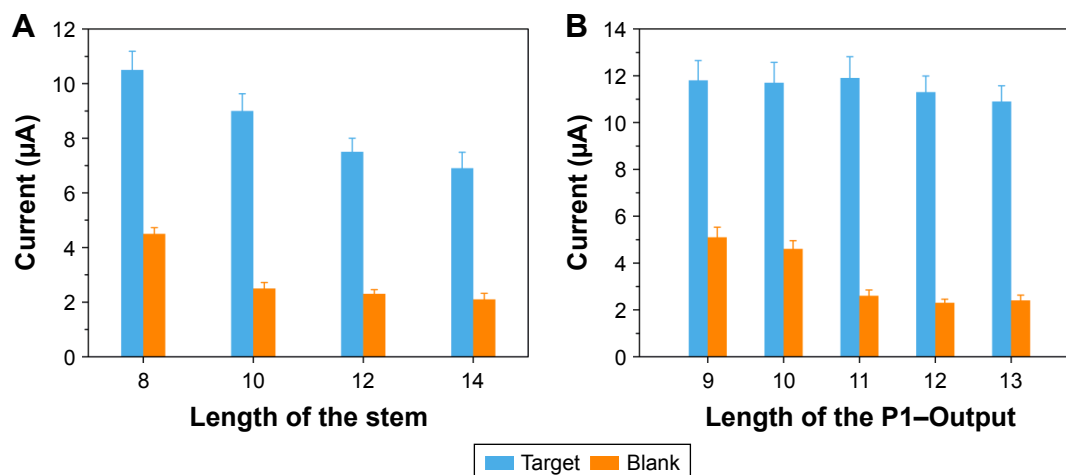 A
Current (µA)
12
10
8
6
4
2
0
8 10 12 14
Length of the stem
B
Current (µA)
14
12
10
8
6
4
2
0
9 10 11 12 13
Length of the P1–Output
Target Blank